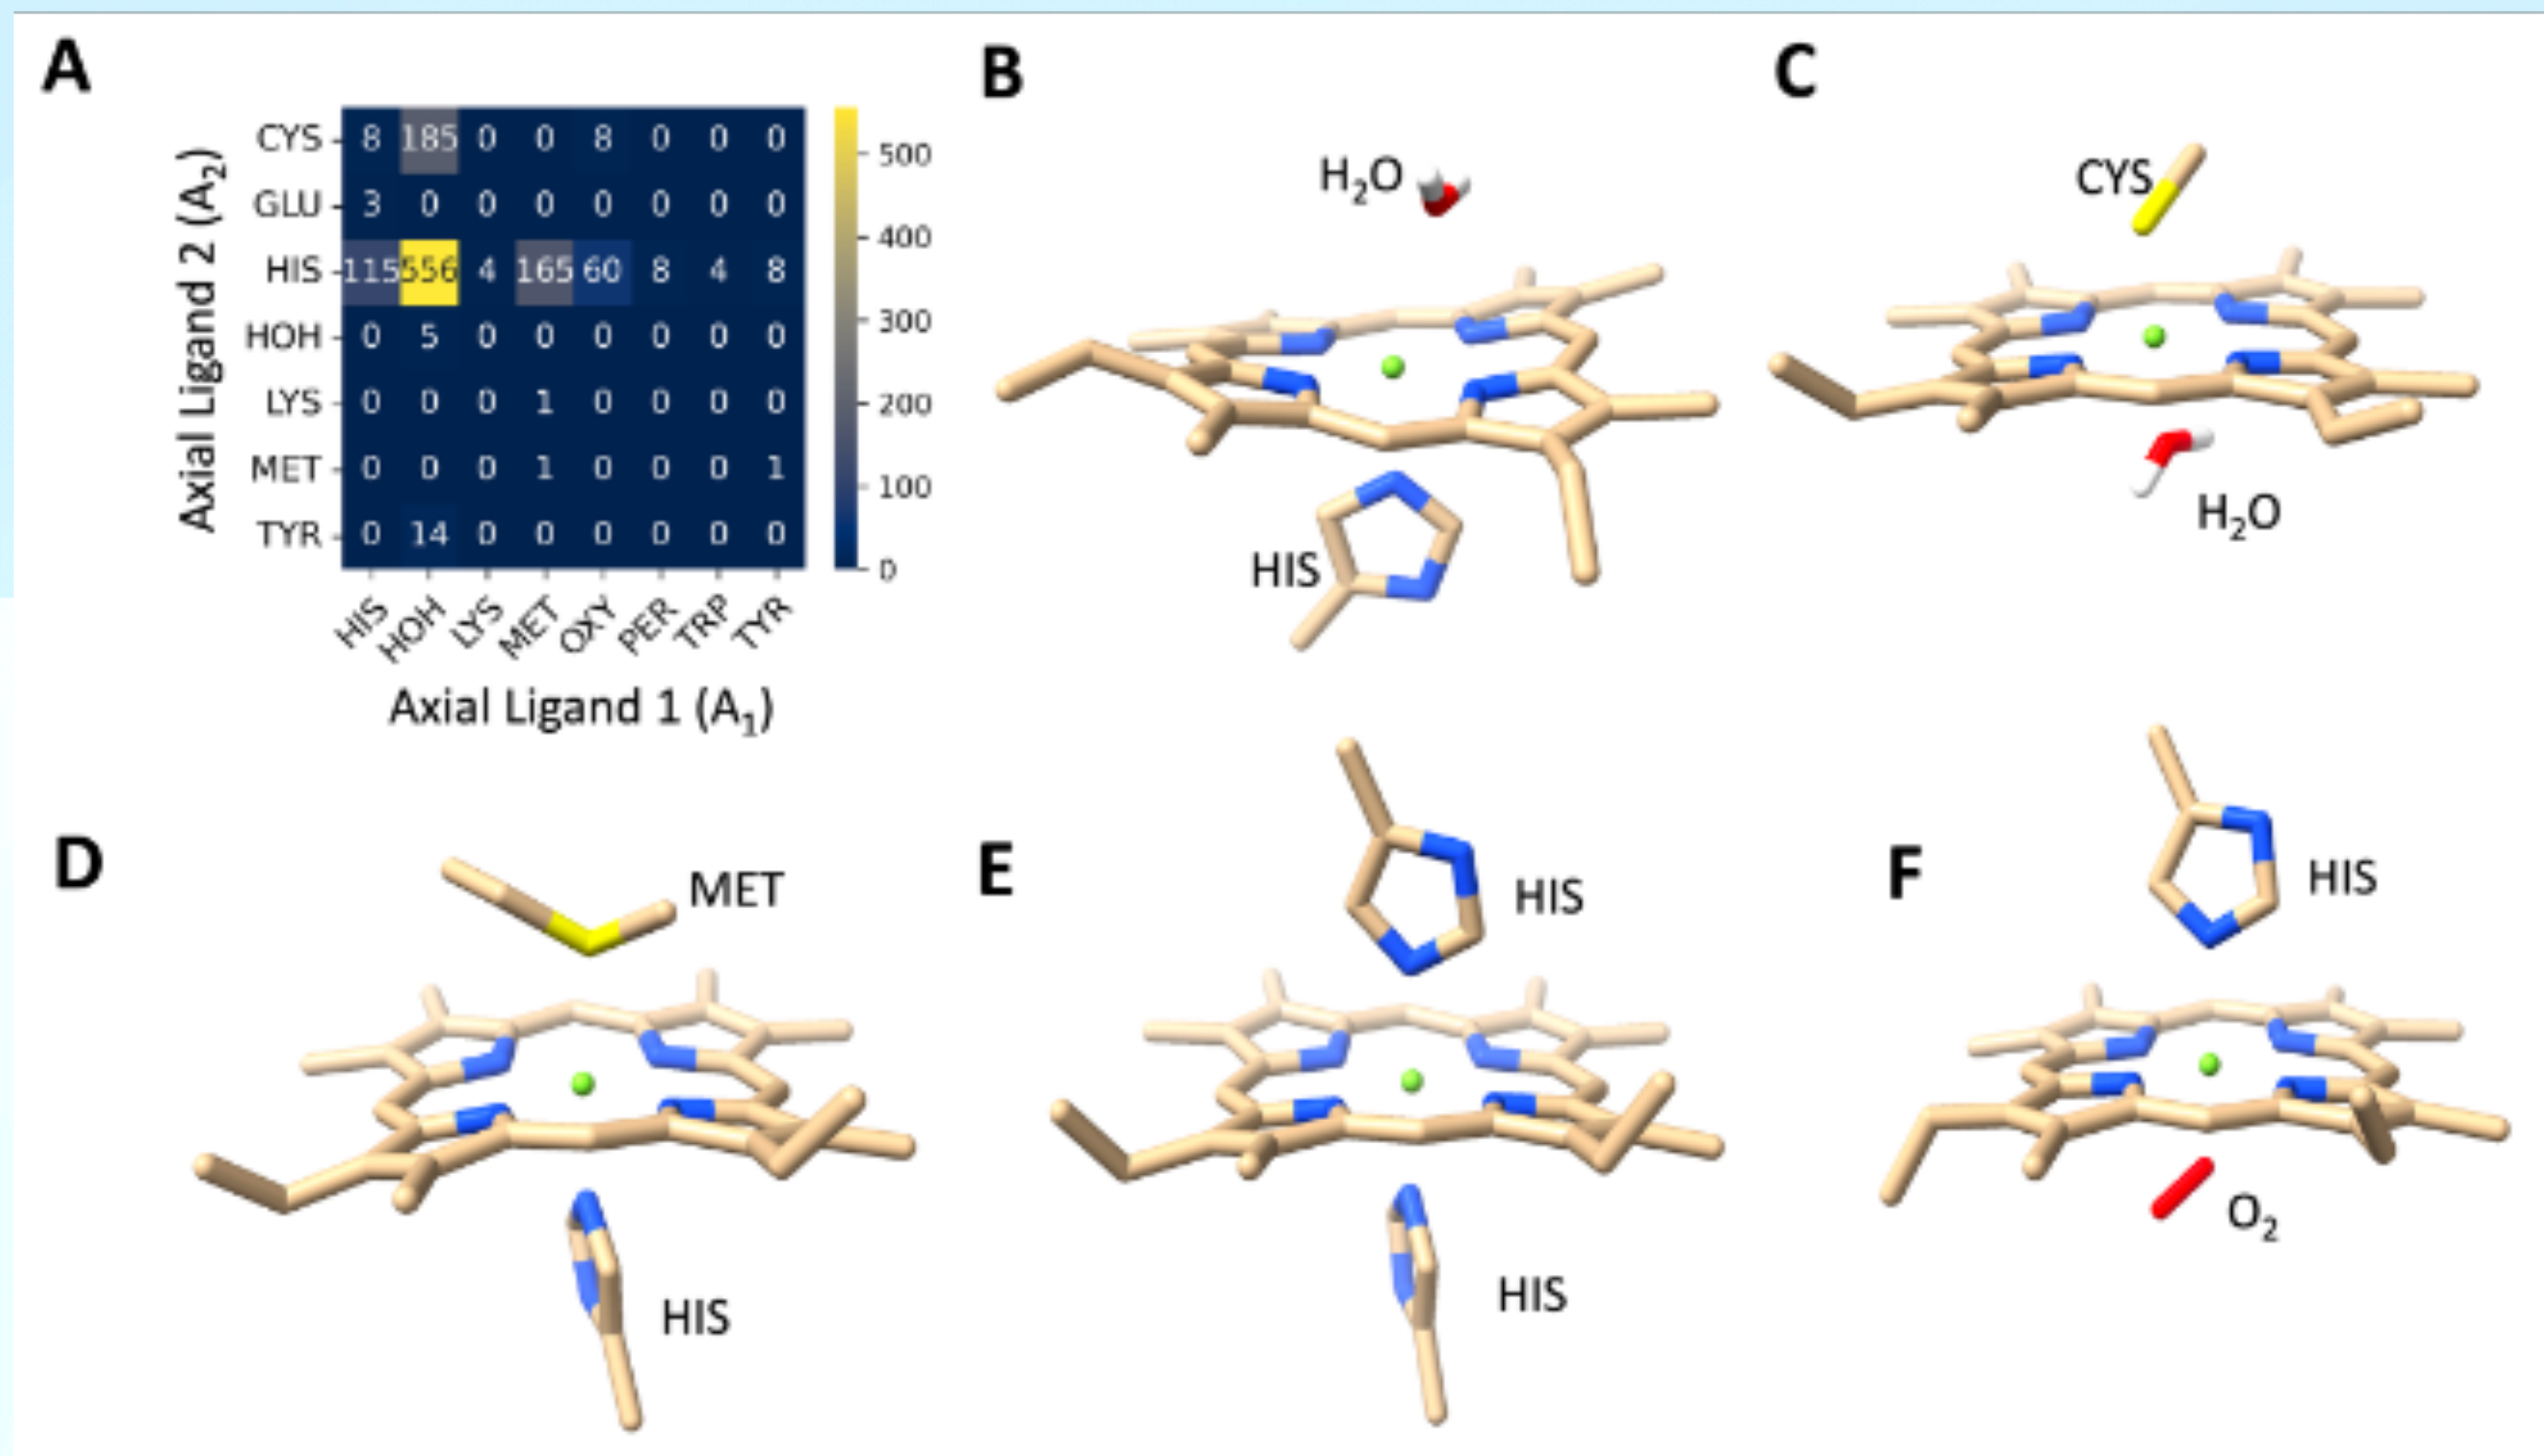 A
B
C
CYS 8 185 0 0 8 0 0 0
GLU 3 0 0 0 0 0 0 0
HIS 115 556 4 165 60 8 4 8
HOH 0 5 0 0 0 0 0 0
LYS 0 0 0 1 0 0 0 0
MET 0 0 0 1 0 0 0 1
TYR 0 14 0 0 0 0 0 0
HIS HOH LYS MET OXY PER TRP TYR
Axial Ligand 2 (A₂)
Axial Ligand 1 (A₁)
500
400
300
200
100
0
H₂O
HIS
CYS
H₂O
D
MET
HIS
E
HIS
HIS
F
HIS
O₂